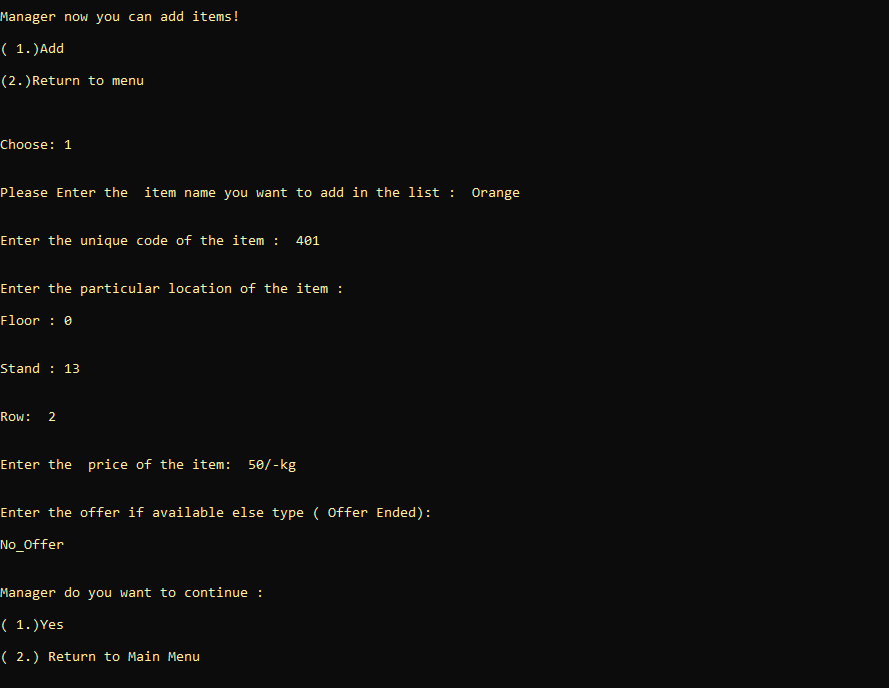 Manager now you can add items!
( 1.)Add
(2.)Return to menu
Choose: 1
Please Enter the  item name you want to add in the list :  Orange
Enter the unique code of the item :  401
Enter the particular location of the item :
Floor : 0
Stand : 13
Row:  2
Enter the  price of the item:  50/-kg
Enter the offer if available else type ( Offer Ended):
No_Offer
Manager do you want to continue :
( 1.)Yes
( 2.) Return to Main Menu